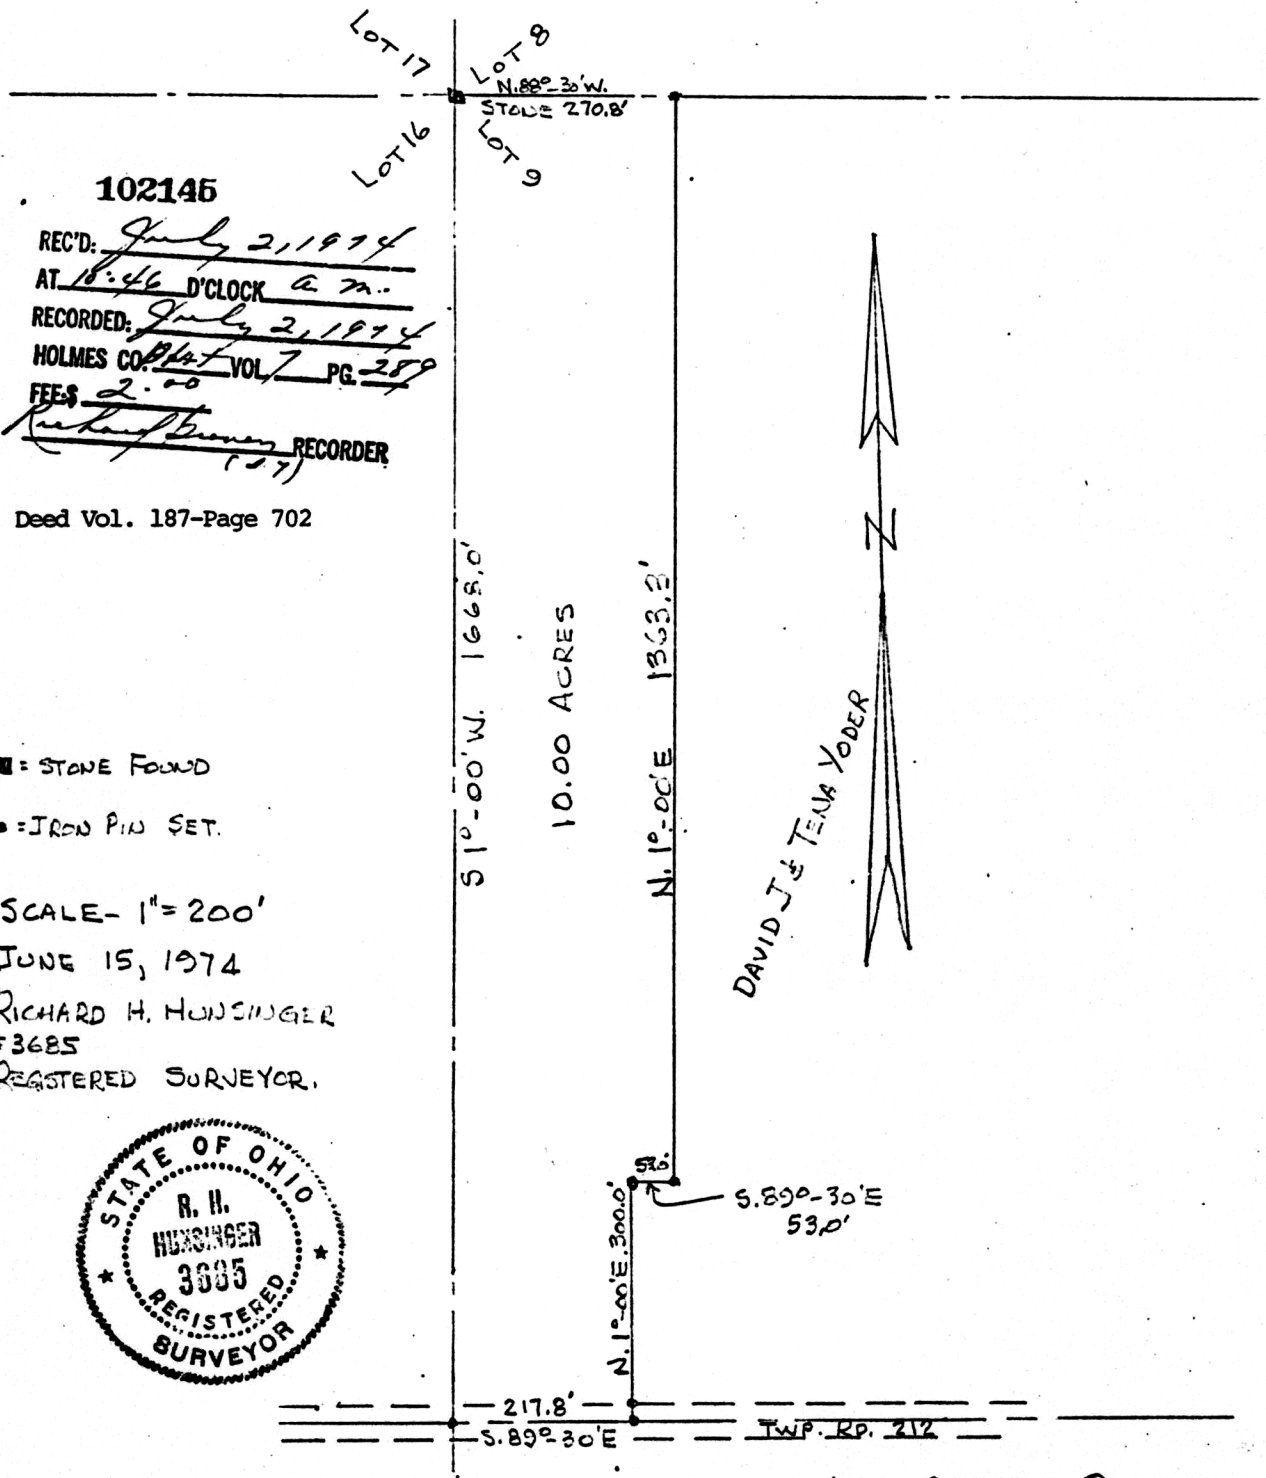 LOT 17
LOT 8
N.88°-30'W.
STONE 270.8'
LOT 16
LOT 9
102145
REC'D: July 2, 1974
AT 10:46 O'CLOCK a. m.
RECORDED: July 2, 1974
HOLMES CO. Plat VOL 7 PG. 289
FEE $ 2.00
Richard RECORDER
Deed Vol. 187-Page 702
S 1°-00'W. 1663.0'
10.00 ACRES
N. 1°-00'E 1363.3'
N
DAVID J & TENA YODER
= STONE FOUND
= IRON PIN SET.
SCALE- 1"= 200'
JUNE 15, 1974
RICHARD H. HUNSINGER
#3685
REGISTERED SURVEYOR.
STATE OF OHIO
R. H.
HUNSINGER
3685
REGISTERED
SURVEYOR
53.0'
S.89°-30'E
53.0'
N. 1°-00'E. 300.0'
217.8'
S.89°-30'E
TWP. RD. 212